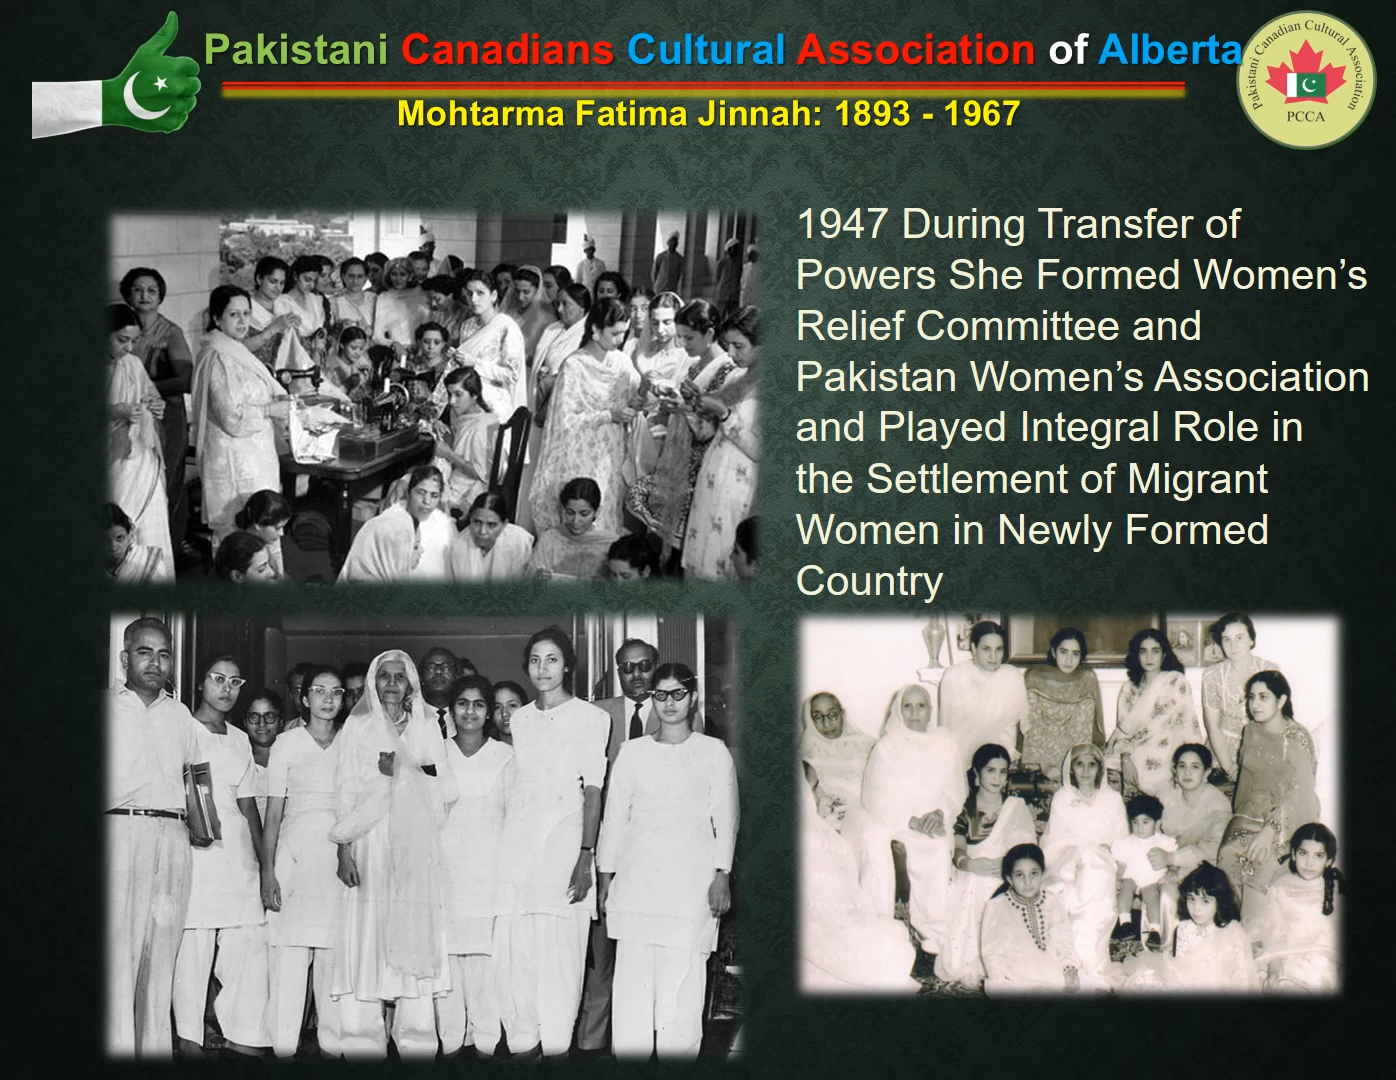 Pakistani Canadians Cultural Association of Alberta
Mohtarma Fatima Jinnah: 1893 - 1967
Pakistani Canadian Cultural Association
PCCA
1947 During Transfer of
Powers She Formed Women’s
Relief Committee and
Pakistan Women’s Association
and Played Integral Role in
the Settlement of Migrant
Women in Newly Formed
Country